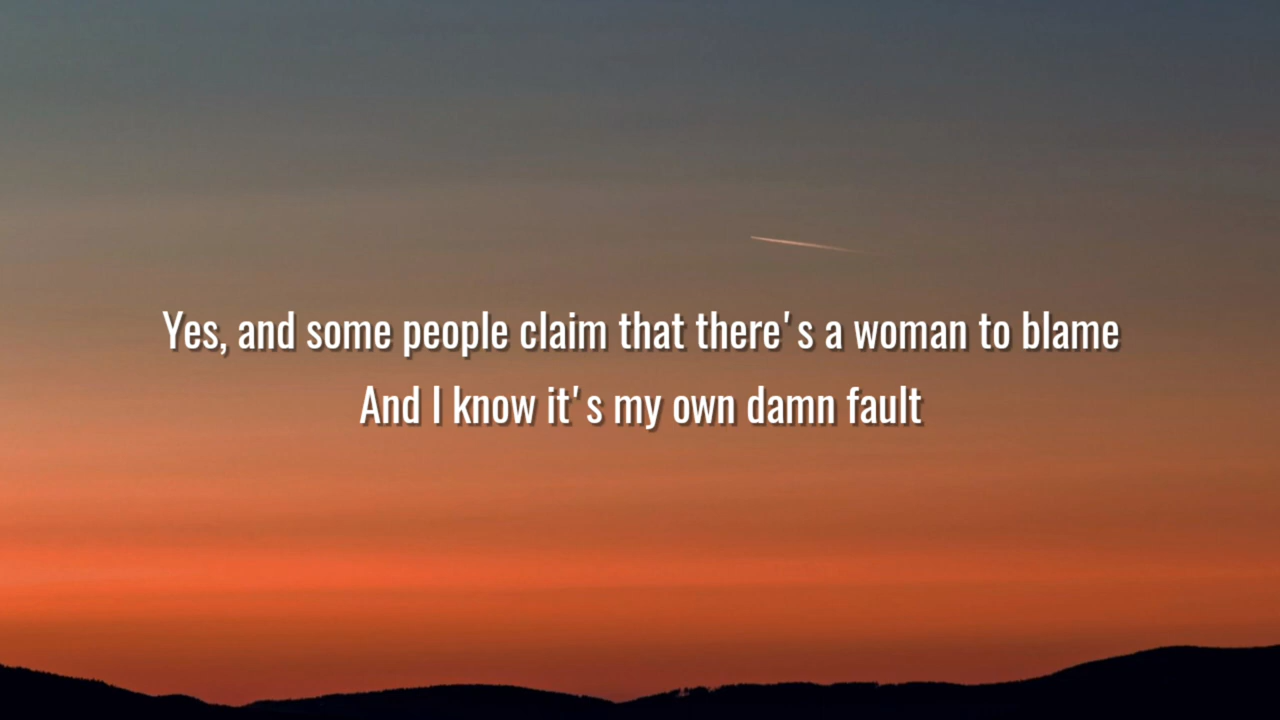 Yes, and some people claim that there's a woman to blame
And I know it's my own damn fault